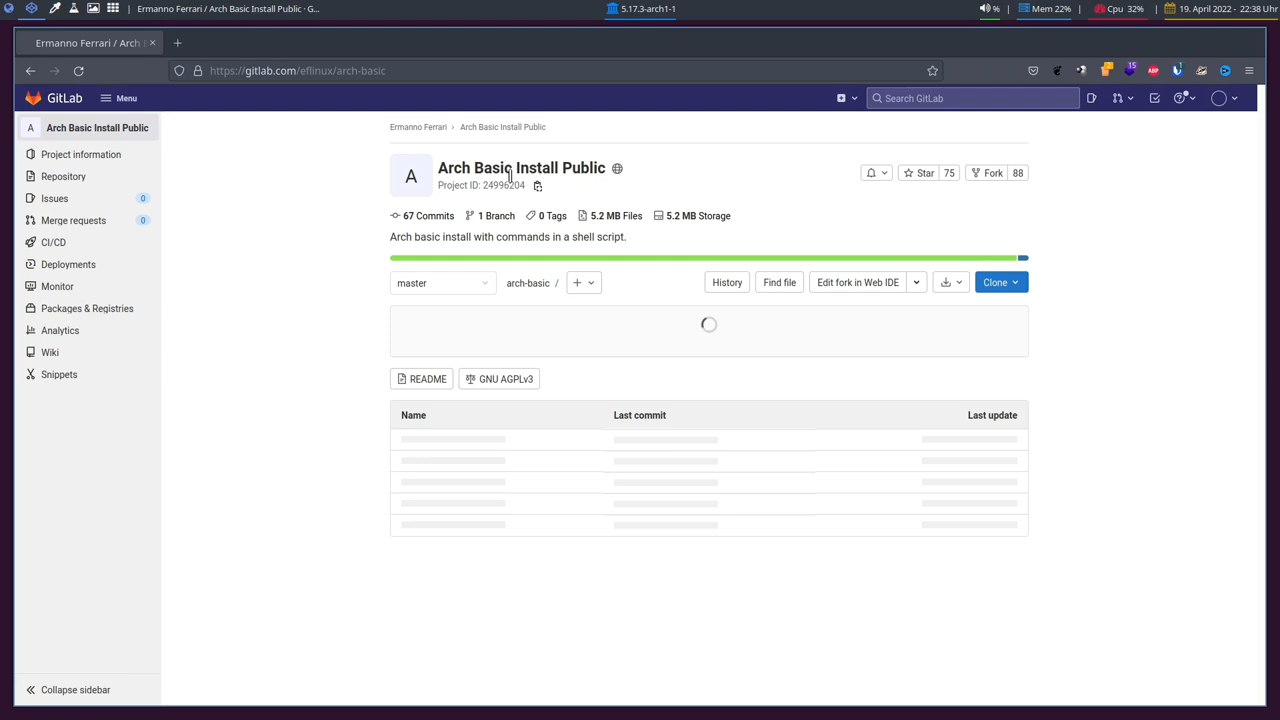 Ermanno Ferrari / Arch Basic Install Public · G...
5.17.3-arch1-1
%
Mem 22%
Cpu 32%
19. April 2022 - 22:38 Uhr
Ermanno Ferrari / Arch
https://gitlab.com/eflinux/arch-basic
15
2
ABP
1
GitLab
Menu
Search GitLab
A
Arch Basic Install Public
Project information
Repository
Issues
0
Merge requests
0
CI/CD
Deployments
Monitor
Packages & Registries
Analytics
Wiki
Snippets
Collapse sidebar
Ermanno Ferrari
Arch Basic Install Public
A
Arch Basic Install Public
Project ID: 24996204
Star
75
Fork
88
67 Commits
1 Branch
0 Tags
5.2 MB Files
5.2 MB Storage
Arch basic install with commands in a shell script.
master
arch-basic /
History
Find file
Edit fork in Web IDE
Clone
README
GNU AGPLv3
Name
Last commit
Last update